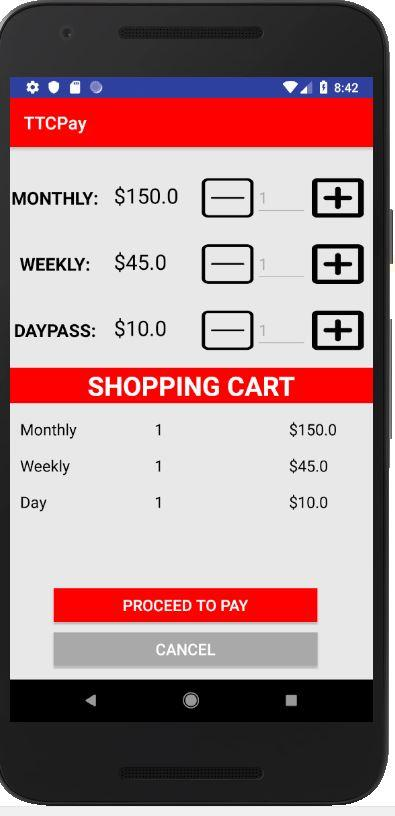 8:42
TTCPay
MONTHLY: $150.0 1
WEEKLY: $45.0 1
DAYPASS: $10.0 1
SHOPPING CART
Monthly 1 $150.0
Weekly 1 $45.0
Day 1 $10.0
PROCEED TO PAY
CANCEL